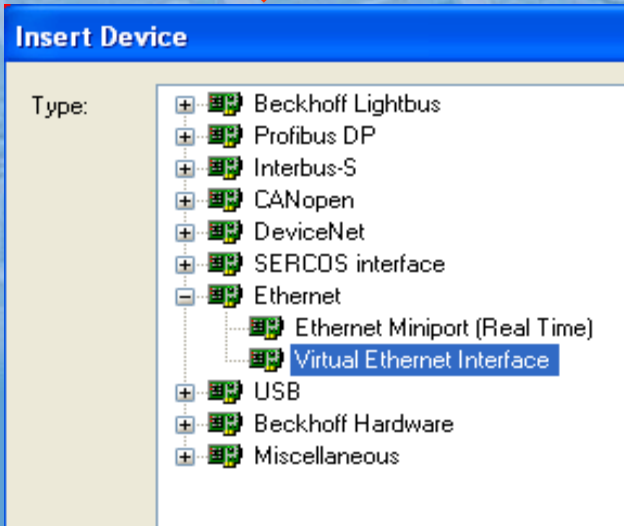 Insert Device
Type:
Beckhoff Lightbus
Profibus DP
Interbus-S
CANopen
DeviceNet
SERCOS interface
Ethernet
Ethernet Miniport (Real Time)
Virtual Ethernet Interface
USB
Beckhoff Hardware
Miscellaneous